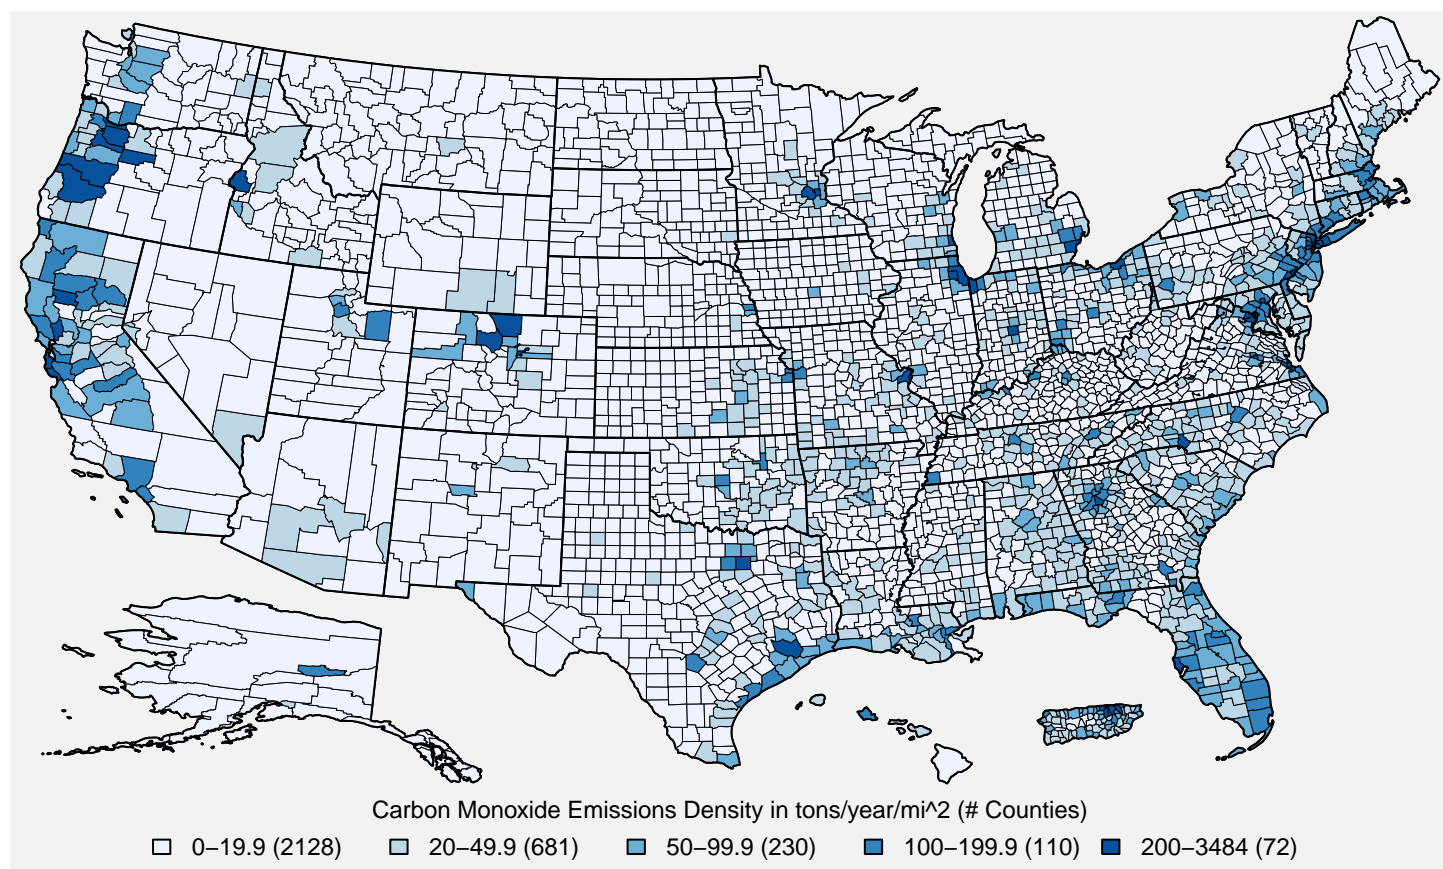 Carbon Monoxide Emissions Density in tons/year/mi^2 (# Counties)
0−19.9 (2128) 20−49.9 (681) 50−99.9 (230) 100−199.9 (110) 200−3484 (72)